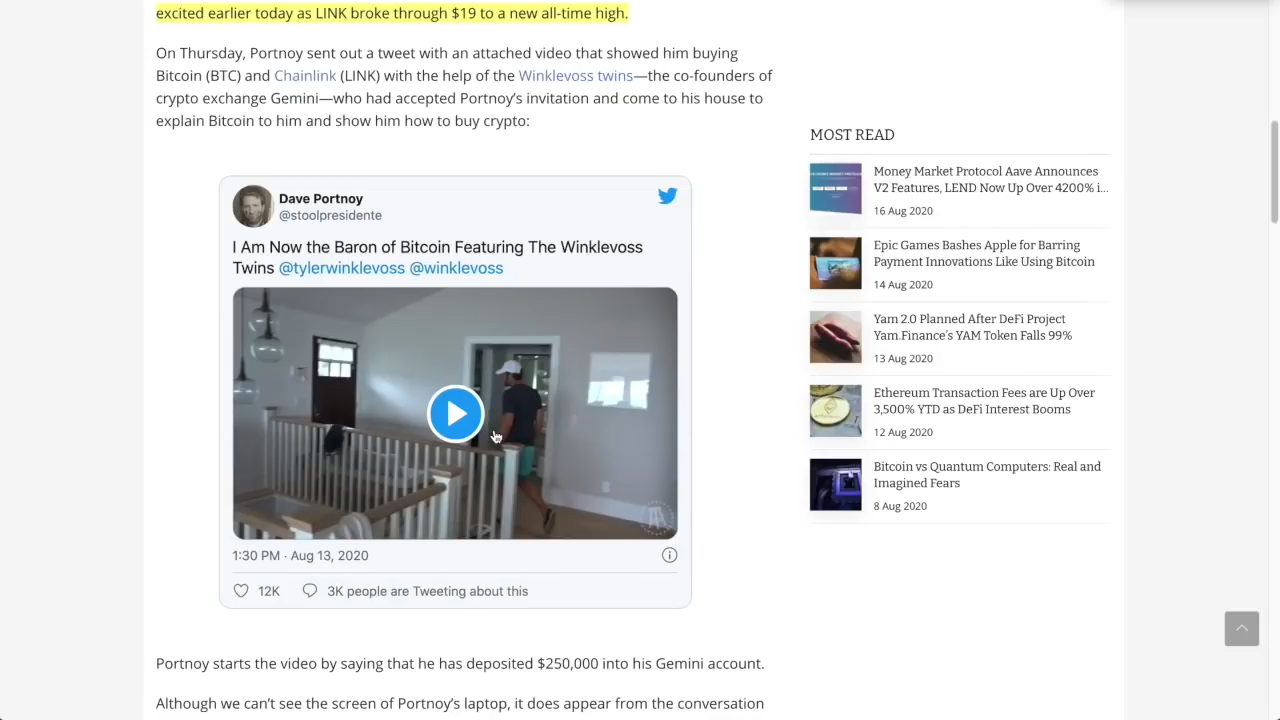 excited earlier today as LINK broke through $19 to a new all-time high.
On Thursday, Portnoy sent out a tweet with an attached video that showed him buying
Bitcoin (BTC) and Chainlink (LINK) with the help of the Winklevoss twins—the co-founders of
crypto exchange Gemini—who had accepted Portnoy’s invitation and come to his house to
explain Bitcoin to him and show him how to buy crypto:
Dave Portnoy
@stoolpresidente
I Am Now the Baron of Bitcoin Featuring The Winklevoss
Twins @tylerwinklevoss @winklevoss
1:30 PM · Aug 13, 2020
12K 3K people are Tweeting about this
Portnoy starts the video by saying that he has deposited $250,000 into his Gemini account.
Although we can’t see the screen of Portnoy’s laptop, it does appear from the conversation
MOST READ
Money Market Protocol Aave Announces
V2 Features, LEND Now Up Over 4200% i...
16 Aug 2020
Epic Games Bashes Apple for Barring
Payment Innovations Like Using Bitcoin
14 Aug 2020
Yam 2.0 Planned After DeFi Project
Yam.Finance’s YAM Token Falls 99%
13 Aug 2020
Ethereum Transaction Fees are Up Over
3,500% YTD as DeFi Interest Booms
12 Aug 2020
Bitcoin vs Quantum Computers: Real and
Imagined Fears
8 Aug 2020